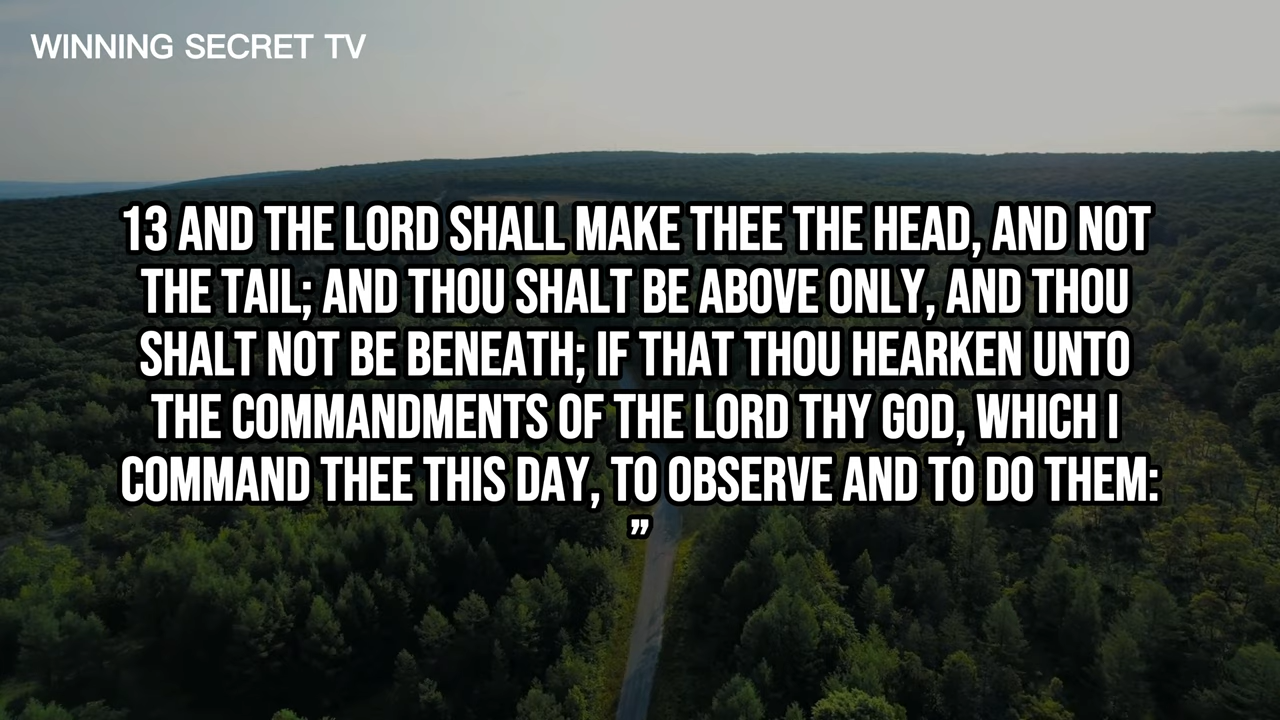 WINNING SECRET TV
13 AND THE LORD SHALL MAKE THEE THE HEAD, AND NOT
THE TAIL; AND THOU SHALT BE ABOVE ONLY, AND THOU
SHALT NOT BE BENEATH; IF THAT THOU HEARKEN UNTO
THE COMMANDMENTS OF THE LORD THY GOD, WHICH I
COMMAND THEE THIS DAY, TO OBSERVE AND TO DO THEM:
”